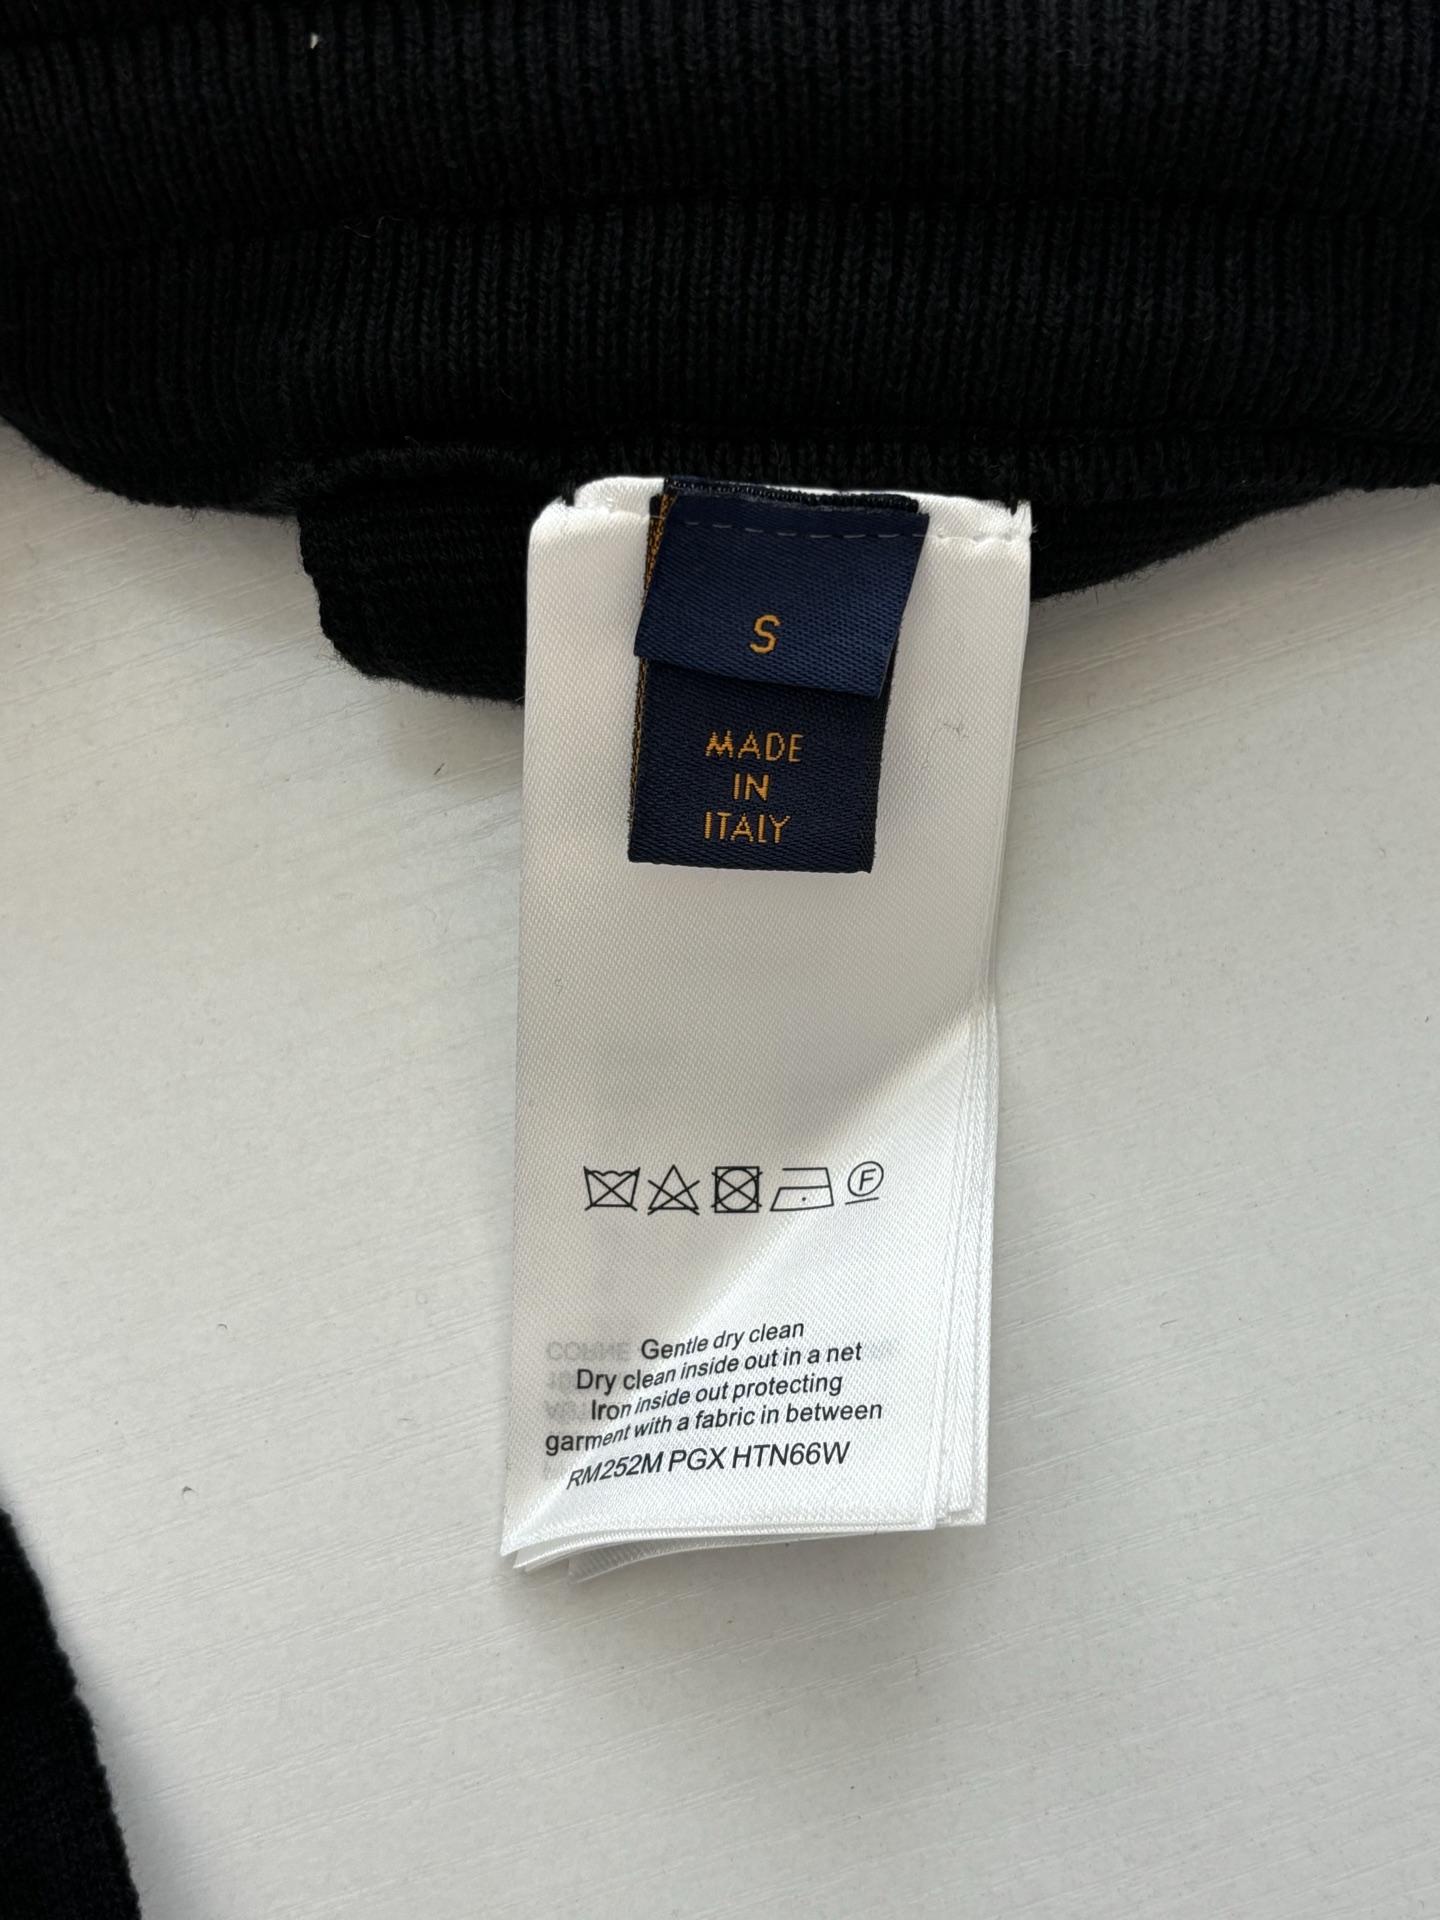 S
MADE
IN
ITALY
F
Gentle dry clean
Dry clean inside out in a net
Iron inside out protecting
garment with a fabric in between
RM252M PGX HTN66W